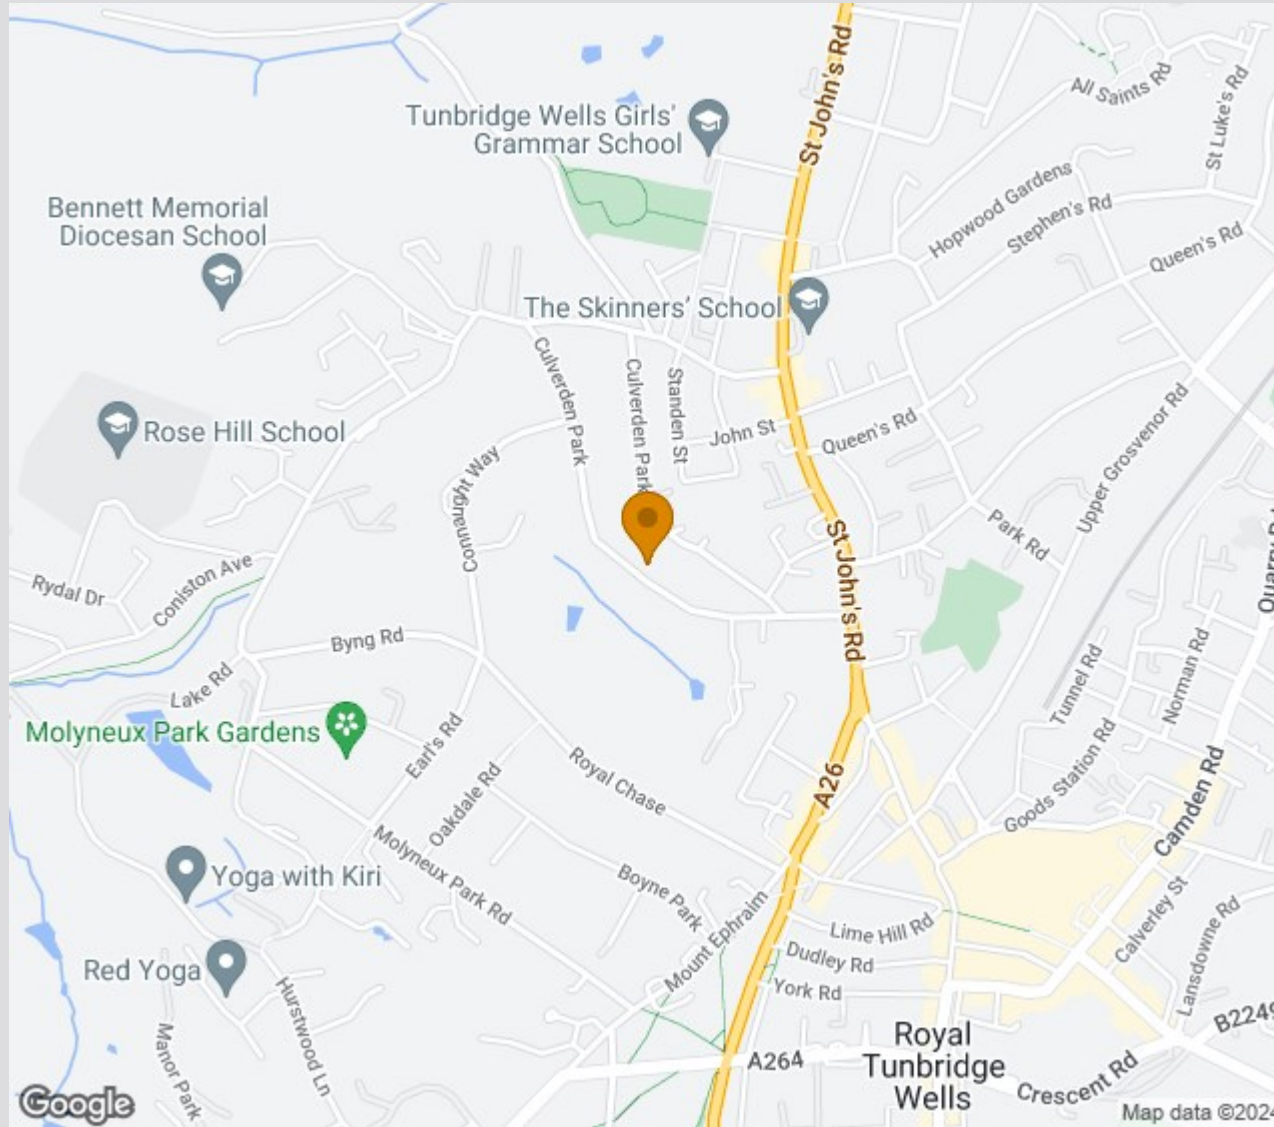 St John's Rd
All Saints Rd
St Luke's Rd
Tunbridge Wells Girls'
Grammar School
Hopwood Gardens
Stephen's Rd
Queen's Rd
Bennett Memorial
Diocesan School
The Skinners' School
Culverden Park
Culverden Park
Standen St
John St
Queen's Rd
Upper Grosvenor Rd
Rose Hill School
Connaught Way
Park Rd
St John's Rd
Rydal Dr
Coniston Ave
Byng Rd
Lake Rd
Tunnel Rd
Norman Rd
Molyneux Park Gardens
Earl's Rd
Oakdale Rd
Royal Chase
A26
Goods Station Rd
Camden Rd
Molyneux Park Rd
Yoga with Kiri
Boyne Park
Mount Ephraim
Lime Hill Rd
Dudley Rd
York Rd
Calverley St
Lansdowne Rd
Red Yoga
Hurstwood Ln
Manor Park
B2249
A264
Royal
Tunbridge
Wells
Crescent Rd
Google
Map data ©2024